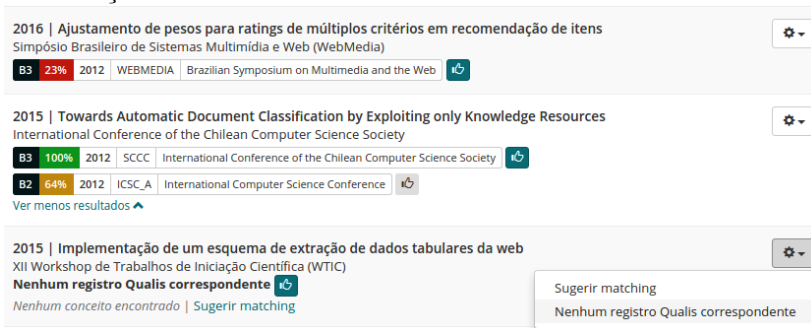 2016 | Ajustamento de pesos para ratings de múltiplos critérios em recomendação de itens
Simpósio Brasileiro de Sistemas Multimídia e Web (WebMedia)
B3 23% 2012 WEBMEDIA Brazilian Symposium on Multimedia and the Web
2015 | Towards Automatic Document Classification by Exploiting only Knowledge Resources
International Conference of the Chilean Computer Science Society
B3 100% 2012 SCCC International Conference of the Chilean Computer Science Society
B2 64% 2012 ICSC_A International Computer Science Conference
Ver menos resultados
2015 | Implementação de um esquema de extração de dados tabulares da web
XII Workshop de Trabalhos de Iniciação Científica (WTIC)
Nenhum registro Qualis correspondente
Nenhum conceito encontrado | Sugerir matching
Sugerir matching
Nenhum registro Qualis correspondente